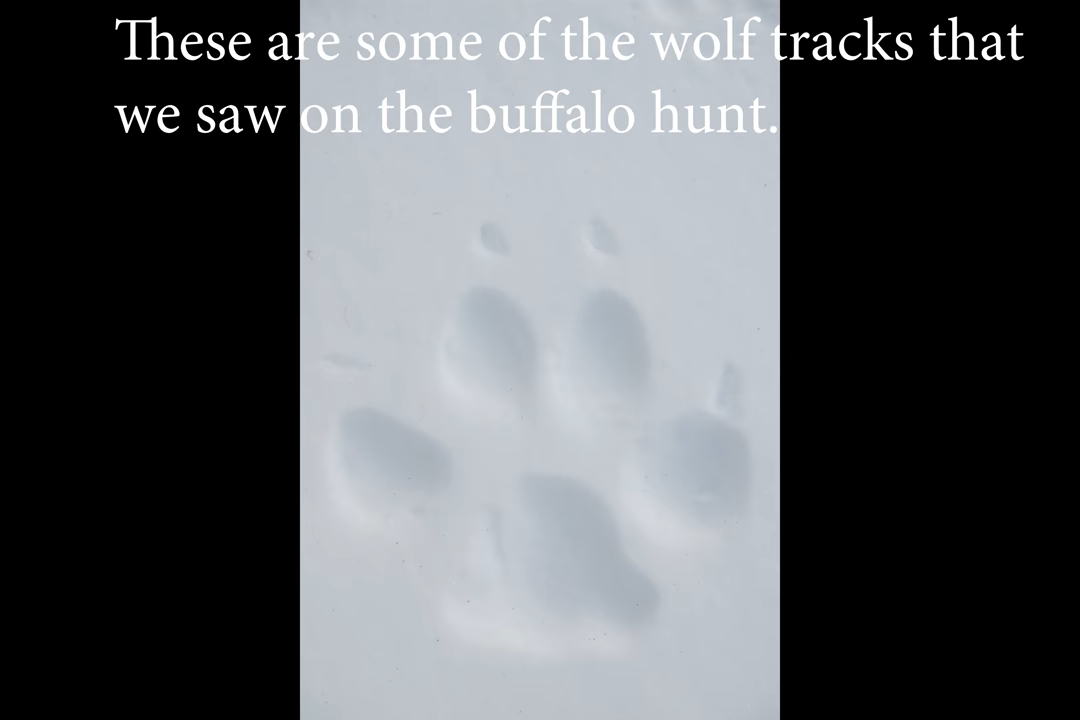 These are some of the wolf tracks that
we saw on the buffalo hunt.